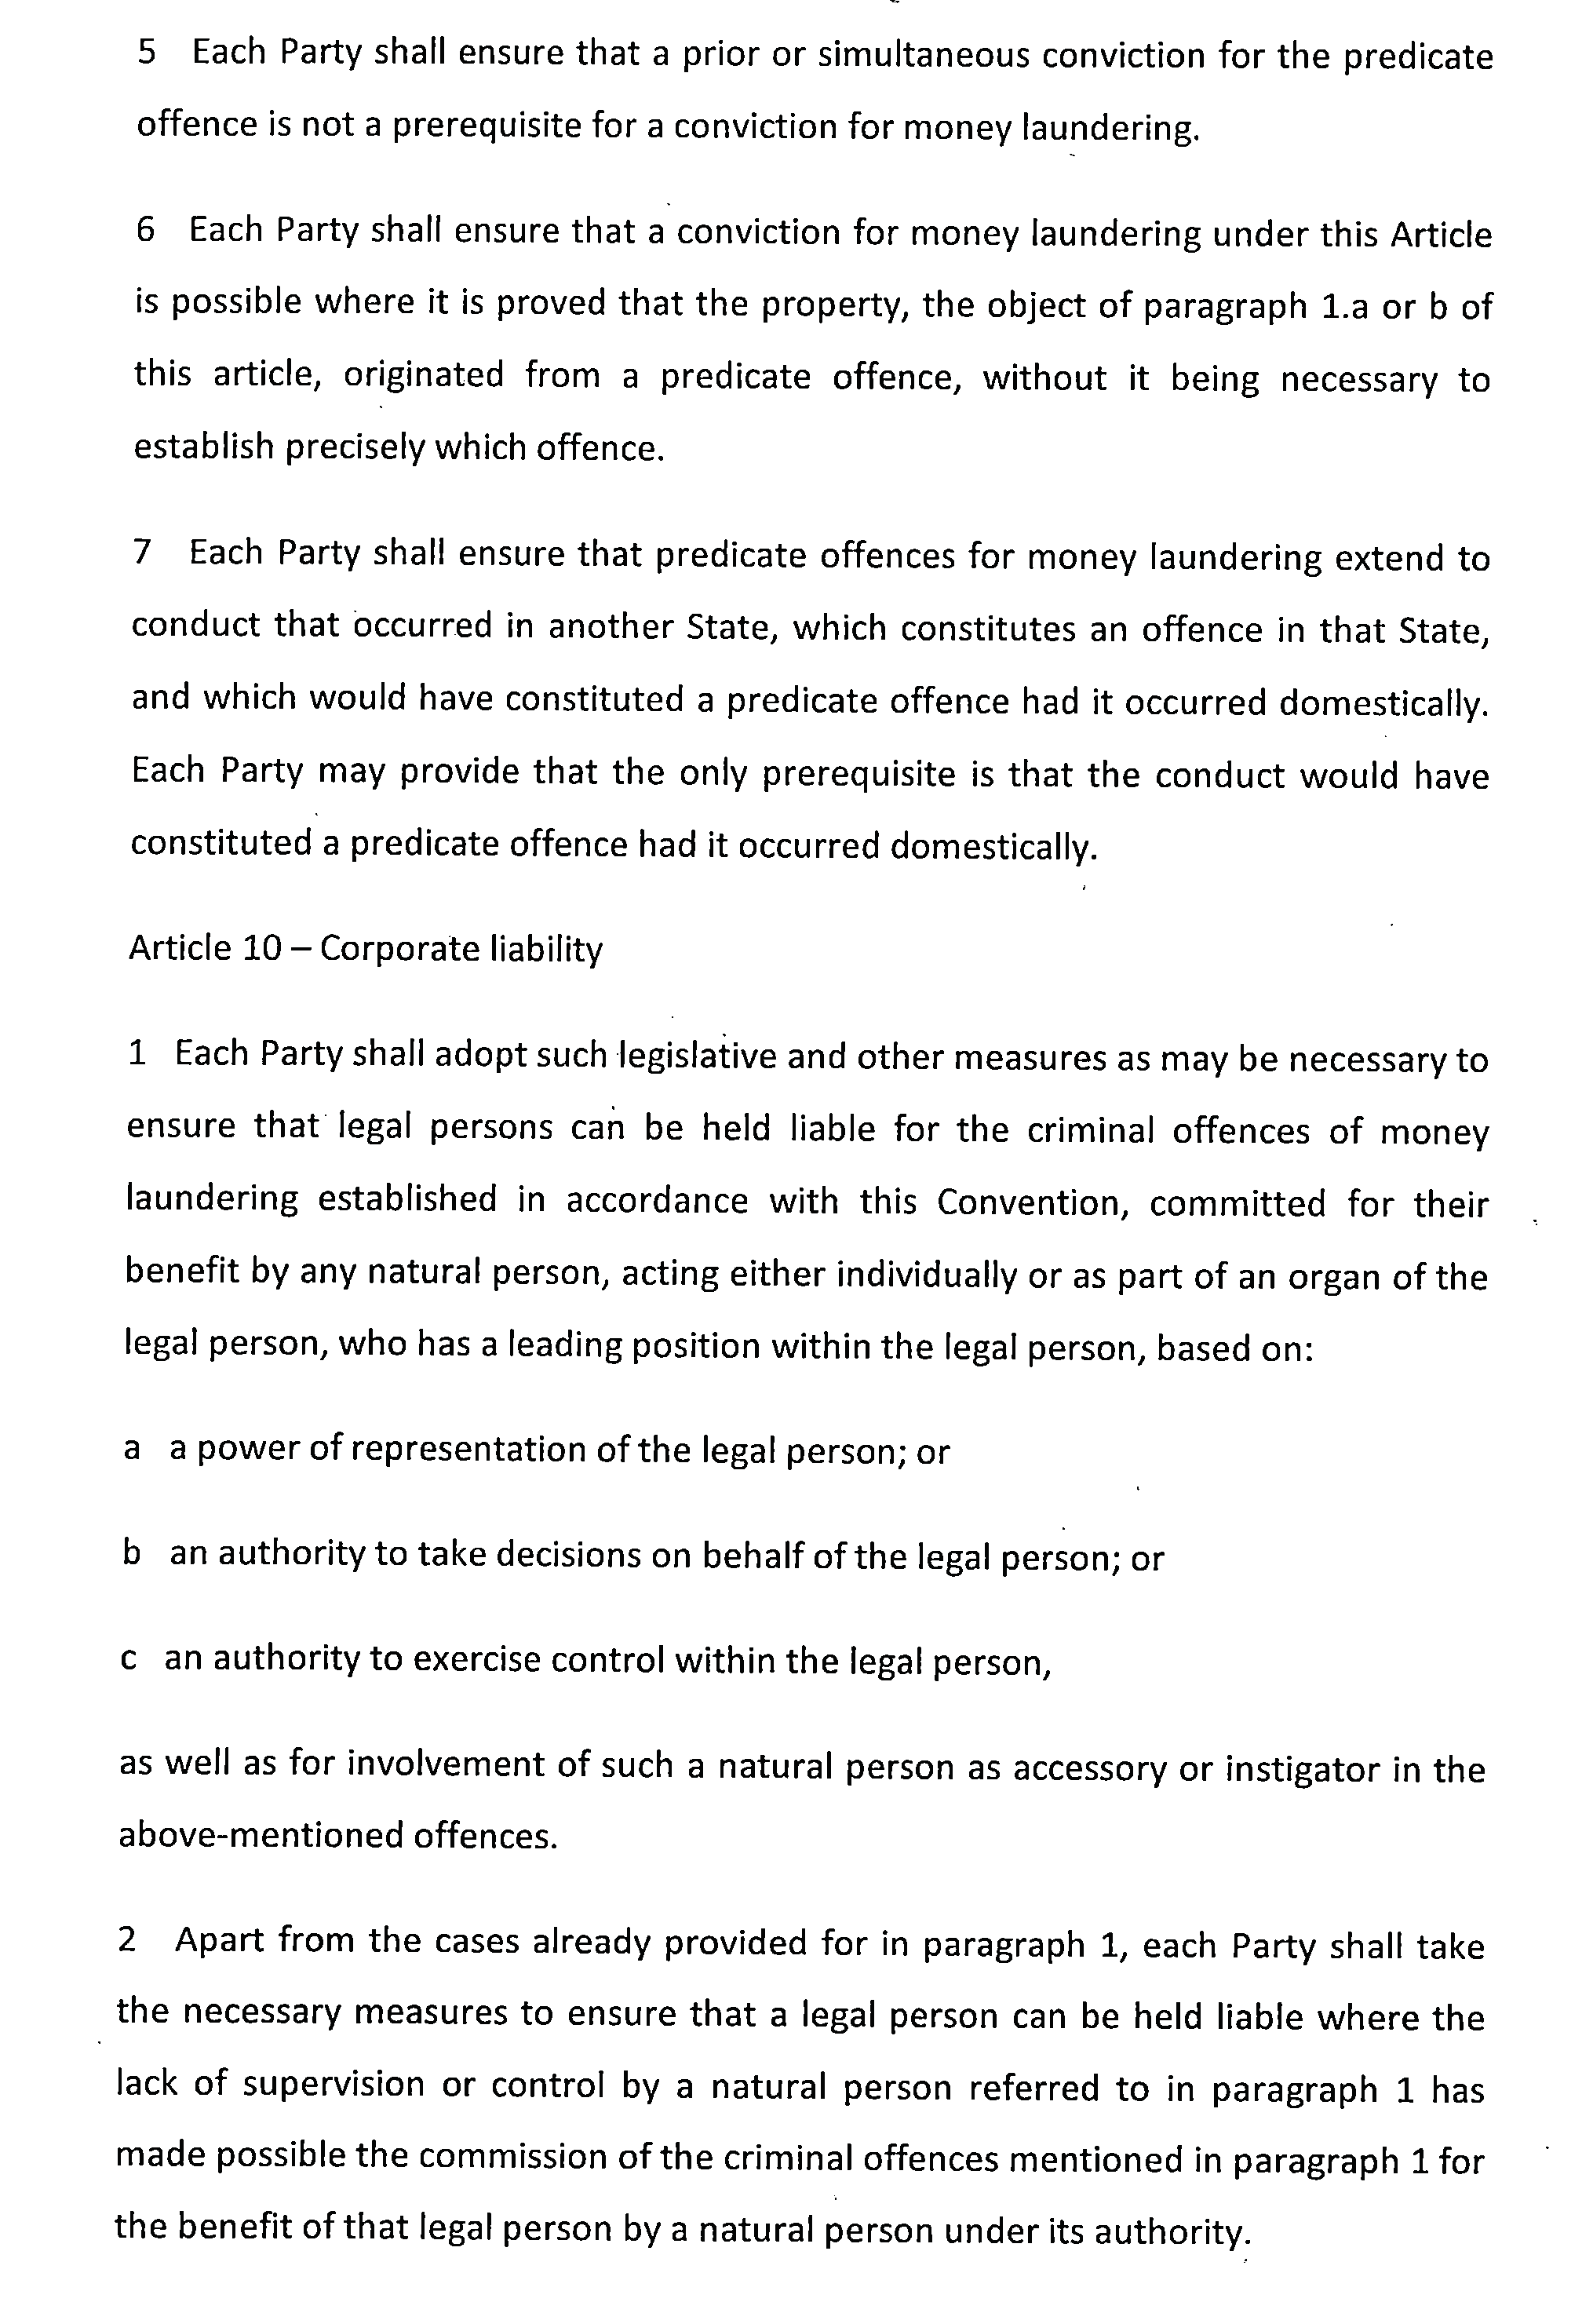 5 Each Party shall ensure that a prior or simultaneous conviction for the predicate
offence is not a prerequisite for a conviction for money laundering.
6 Each Party shall ensure that a conviction for money laundering under this Article
is possible where it is proved that the property, the object of paragraph 1.a or b of
this article, originated from a predicate offence, without it being necessary to
establish precisely which offence.
7 Each Party shall ensure that predicate offences for money laundering extend to
conduct that occurred in another State, which constitutes an offence in that State,
and which would have constituted a predicate offence had it occurred domestically.
Each Party may provide that the only prerequisite is that the conduct would have
constituted a predicate offence had it occurred domestically.
Article 10 – Corporate liability
1 Each Party shall adopt such legislative and other measures as may be necessary to
ensure that legal persons can be held liable for the criminal offences of money
laundering established in accordance with this Convention, committed for their
benefit by any natural person, acting either individually or as part of an organ of the
legal person, who has a leading position within the legal person, based on:
a a power of representation of the legal person; or
b an authority to take decisions on behalf of the legal person; or
c an authority to exercise control within the legal person,
as well as for involvement of such a natural person as accessory or instigator in the
above-mentioned offences.
2 Apart from the cases already provided for in paragraph 1, each Party shall take
the necessary measures to ensure that a legal person can be held liable where the
lack of supervision or control by a natural person referred to in paragraph 1 has
made possible the commission of the criminal offences mentioned in paragraph 1 for
the benefit of that legal person by a natural person under its authority.